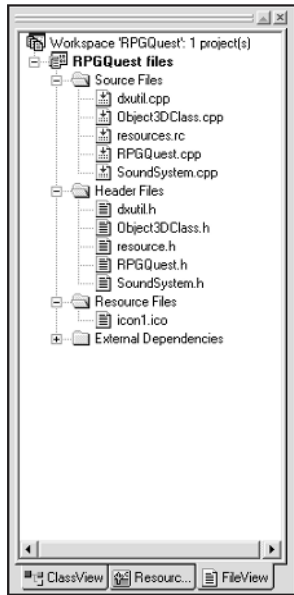 Workspace 'RPGQuest': 1 project(s)
RPGQuest files
Source Files
dxutil.cpp
Object3DClass.cpp
resources.rc
RPGQuest.cpp
SoundSystem.cpp
Header Files
dxutil.h
Object3DClass.h
resource.h
RPGQuest.h
SoundSystem.h
Resource Files
icon1.ico
External Dependencies
ClassView Resourc... FileView